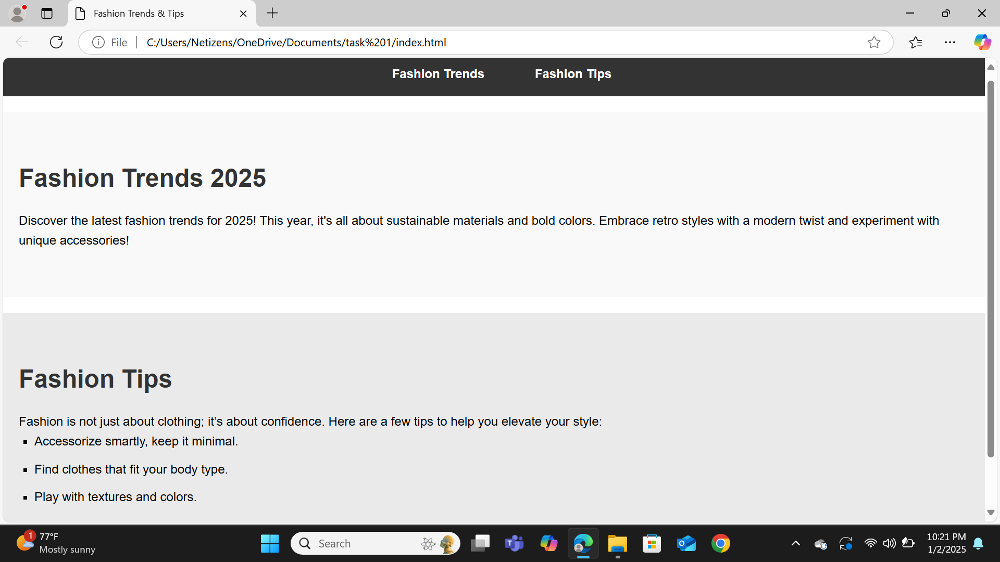 Fashion Trends & Tips
File
C:/Users/Netizens/OneDrive/Documents/task%201/index.html
Fashion Trends Fashion Tips
Fashion Trends 2025
Discover the latest fashion trends for 2025! This year, it's all about sustainable materials and bold colors. Embrace retro styles with a modern twist and experiment with
unique accessories!
Fashion Tips
Fashion is not just about clothing; it’s about confidence. Here are a few tips to help you elevate your style:
Accessorize smartly, keep it minimal.
Find clothes that fit your body type.
Play with textures and colors.
1
77°F
Mostly sunny
Search
10:21 PM
1/2/2025